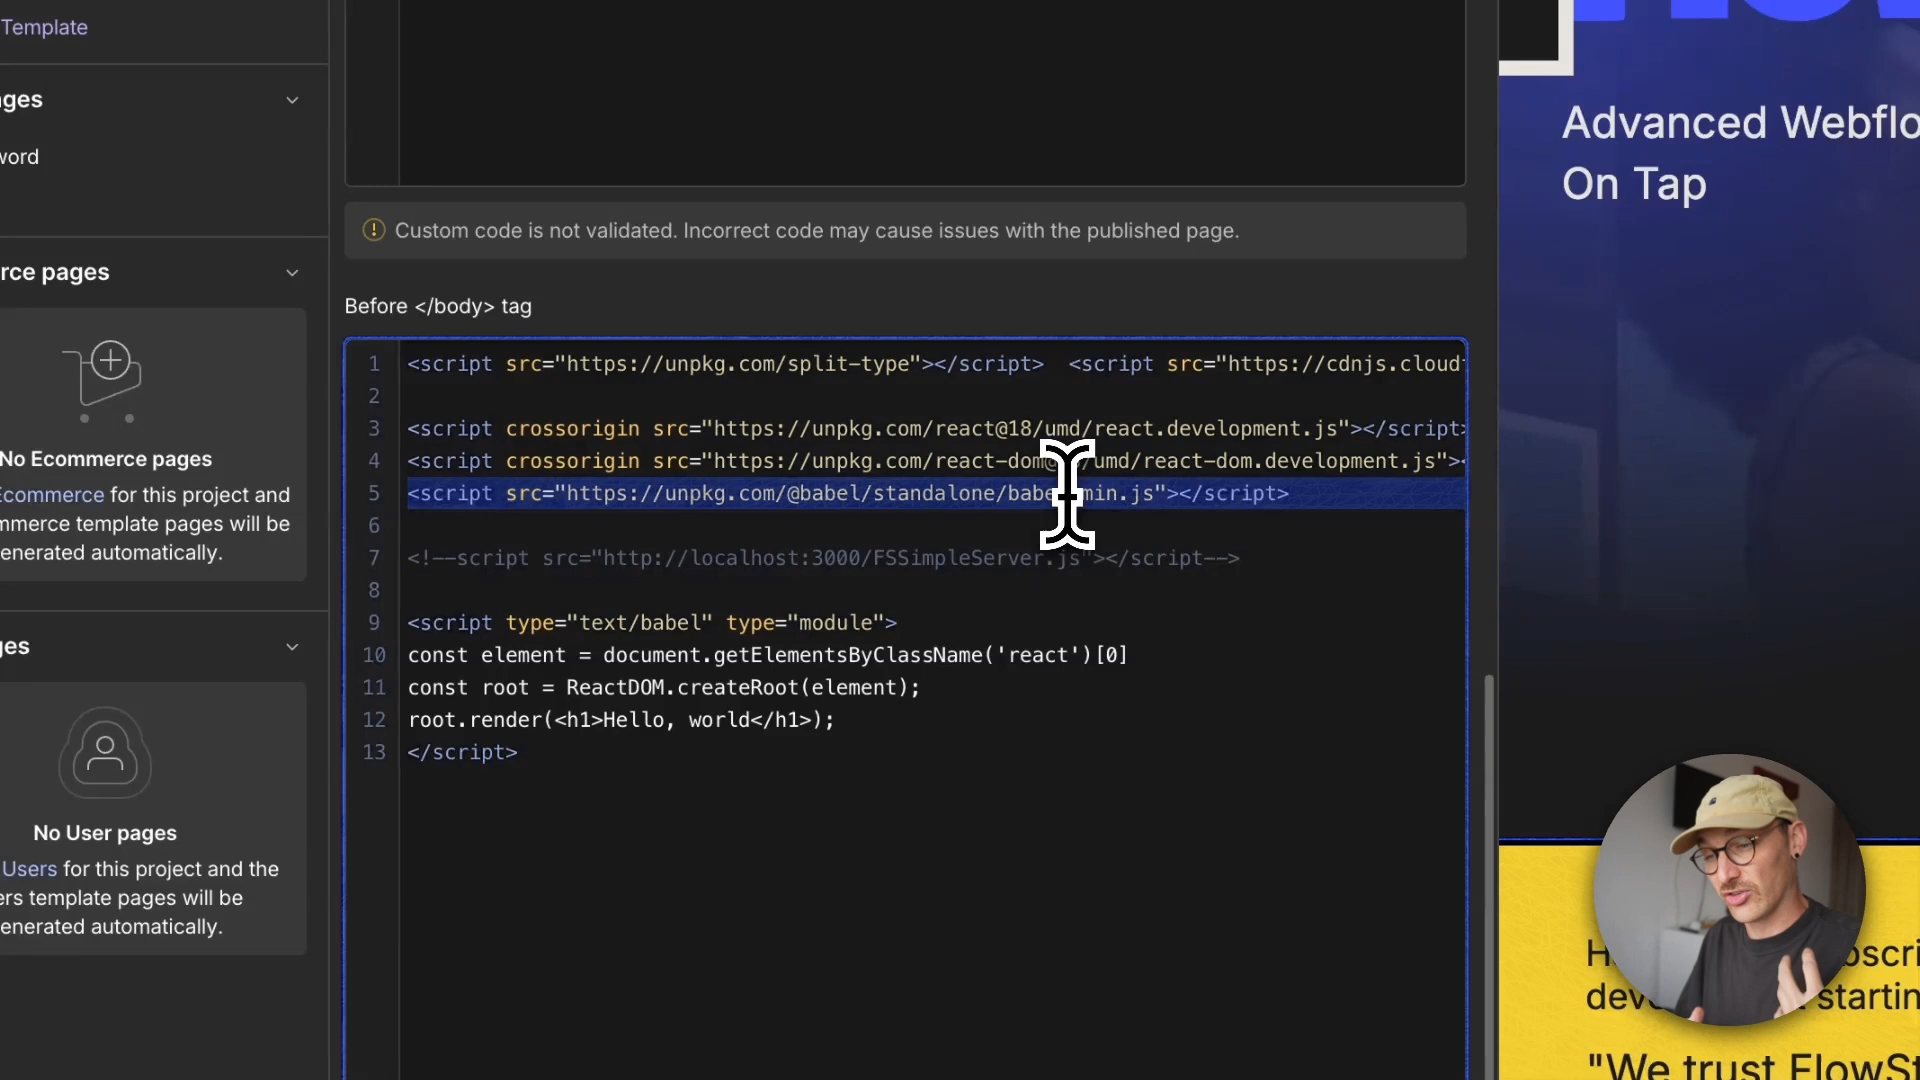 Template
ges
word
rce pages
No Ecommerce pages
Ecommerce for this project and
mmerce template pages will be
enerated automatically.
ges
No User pages
Users for this project and the
ers template pages will be
enerated automatically.
Custom code is not validated. Incorrect code may cause issues with the published page.
Before </body> tag
1 <script src="https://unpkg.com/split-type"></script>  <script src="https://cdnjs.cloud
2
3 <script crossorigin src="https://unpkg.com/react@18/umd/react.development.js"></script>
4 <script crossorigin src="https://unpkg.com/react-dom@ /umd/react-dom.development.js"><
5 <script src="https://unpkg.com/@babel/standalone/babe min.js"></script>
6
7 <!--script src="http://localhost:3000/FSSimpleServer.js"></script-->
8
9 <script type="text/babel" type="module">
10 const element = document.getElementsByClassName('react')[0]
11 const root = ReactDOM.createRoot(element);
12 root.render(<h1>Hello, world</h1>);
13 </script>
Advanced Webflo
On Tap
H bscri
dev startin
"We trust FlowSt